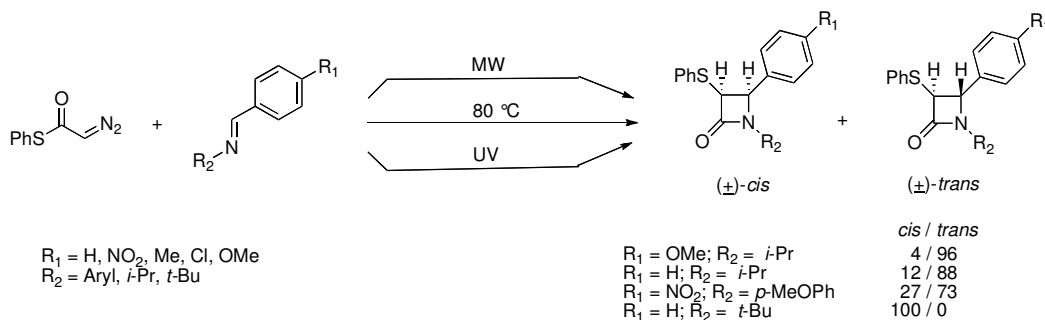 R1
R1
R1
H H
H H
MW
PhS
PhS
O
N2
+
80 °C
+
PhS
N
R2
O
N
R2
O
N
R2
UV
(±)-cis
(±)-trans
cis / trans
R1 = H, NO2, Me, Cl, OMe
R2 = Aryl, i-Pr, t-Bu
R1 = OMe; R2 = i-Pr 4 / 96
R1 = H; R2 = i-Pr 12 / 88
R1 = NO2; R2 = p-MeOPh 27 / 73
R1 = H; R2 = t-Bu 100 / 0